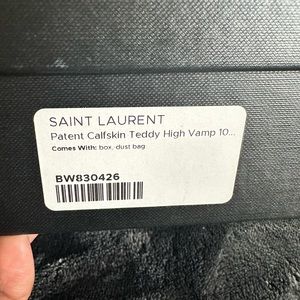 SAINT LAURENT
Patent Calfskin Teddy High Vamp 10...
Comes With: box, dust bag
BW830426